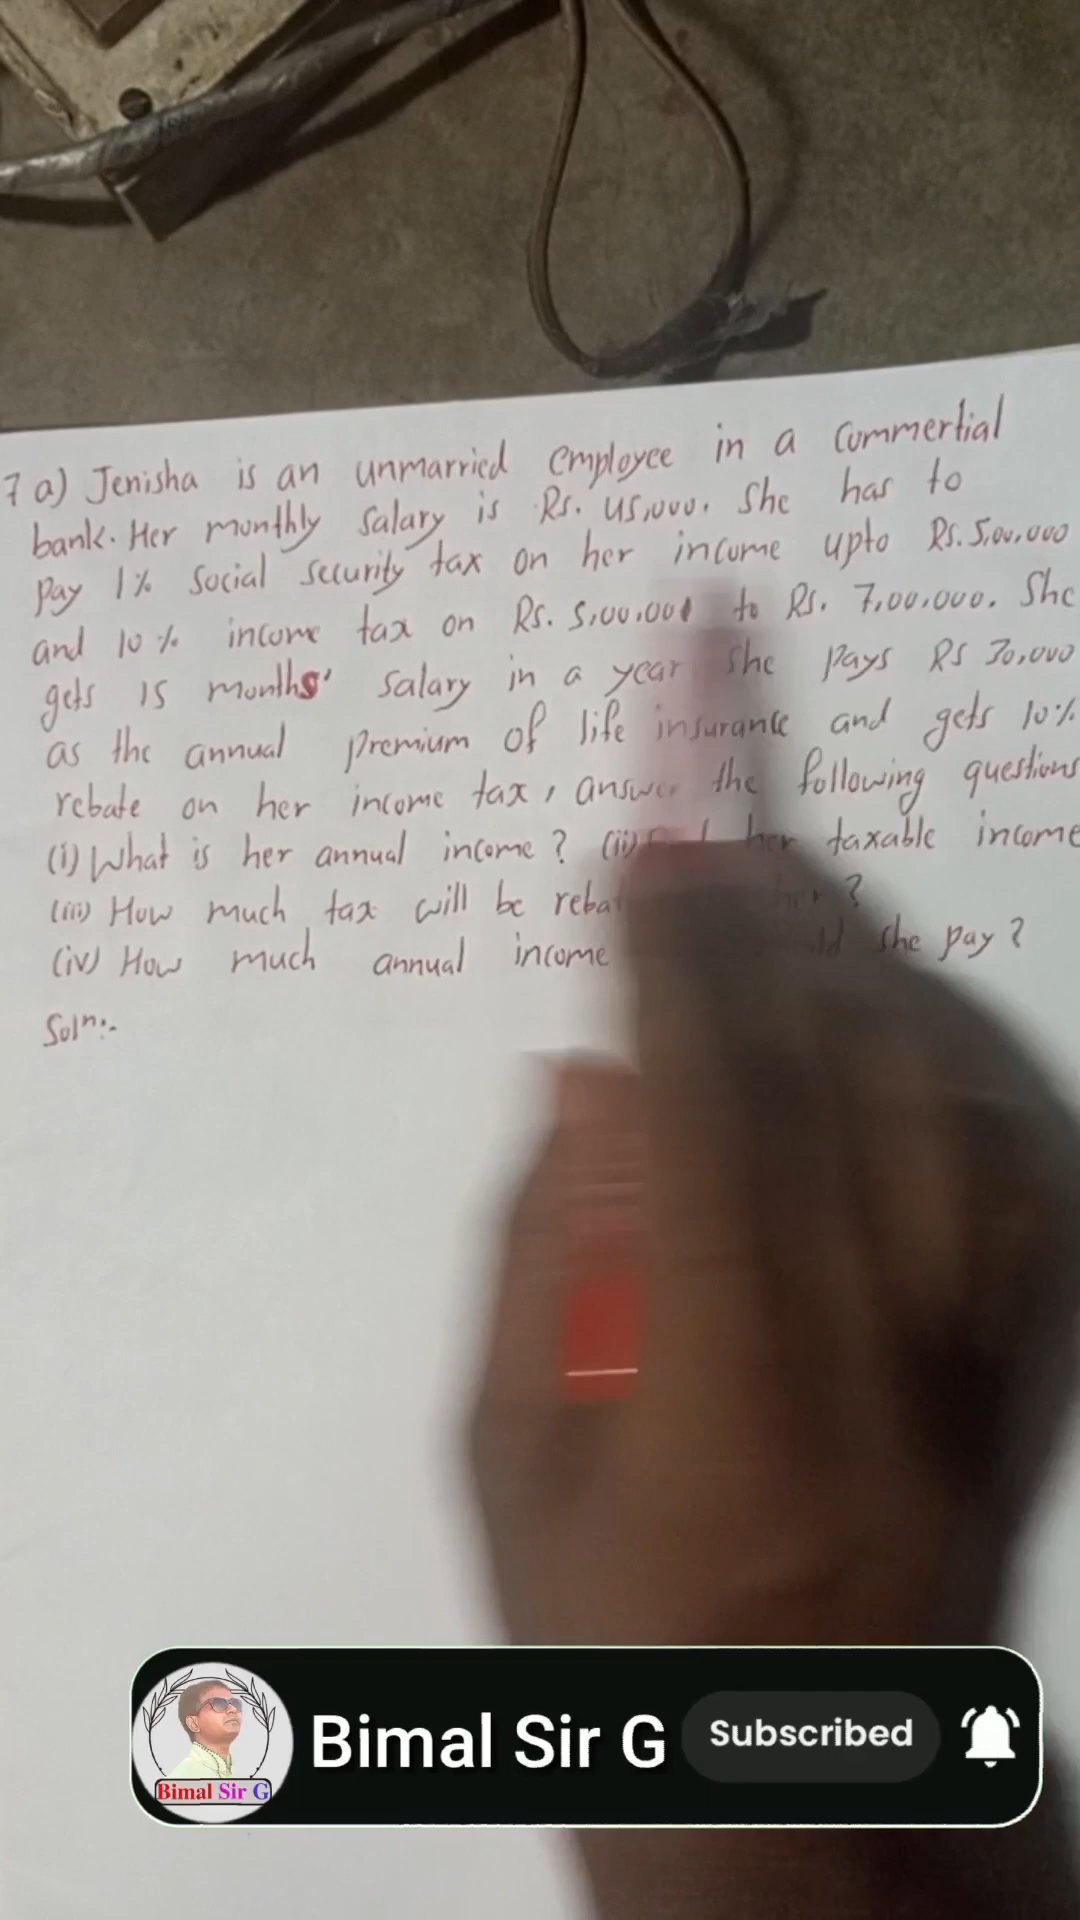 7 a) Jenisha is an unmarried employee in a commertial
bank. Her monthly salary is Rs. 45,000. She has to
pay 1% social security tax on her income upto Rs. 5,00,000
and 10% income tax on Rs. 5,00,001 to Rs. 7,00,000. She
gets 15 months' salary in a year she pays RS 30,000
as the annual premium of life insurance and gets 10%
rebate on her income tax, answer the following questions
(i) What is her annual income? (ii) her taxable income
(iii) How much tax will be ?
(iv) How much annual income she pay?
Solⁿ:-
Bimal Sir G
Bimal Sir G
Subscribed